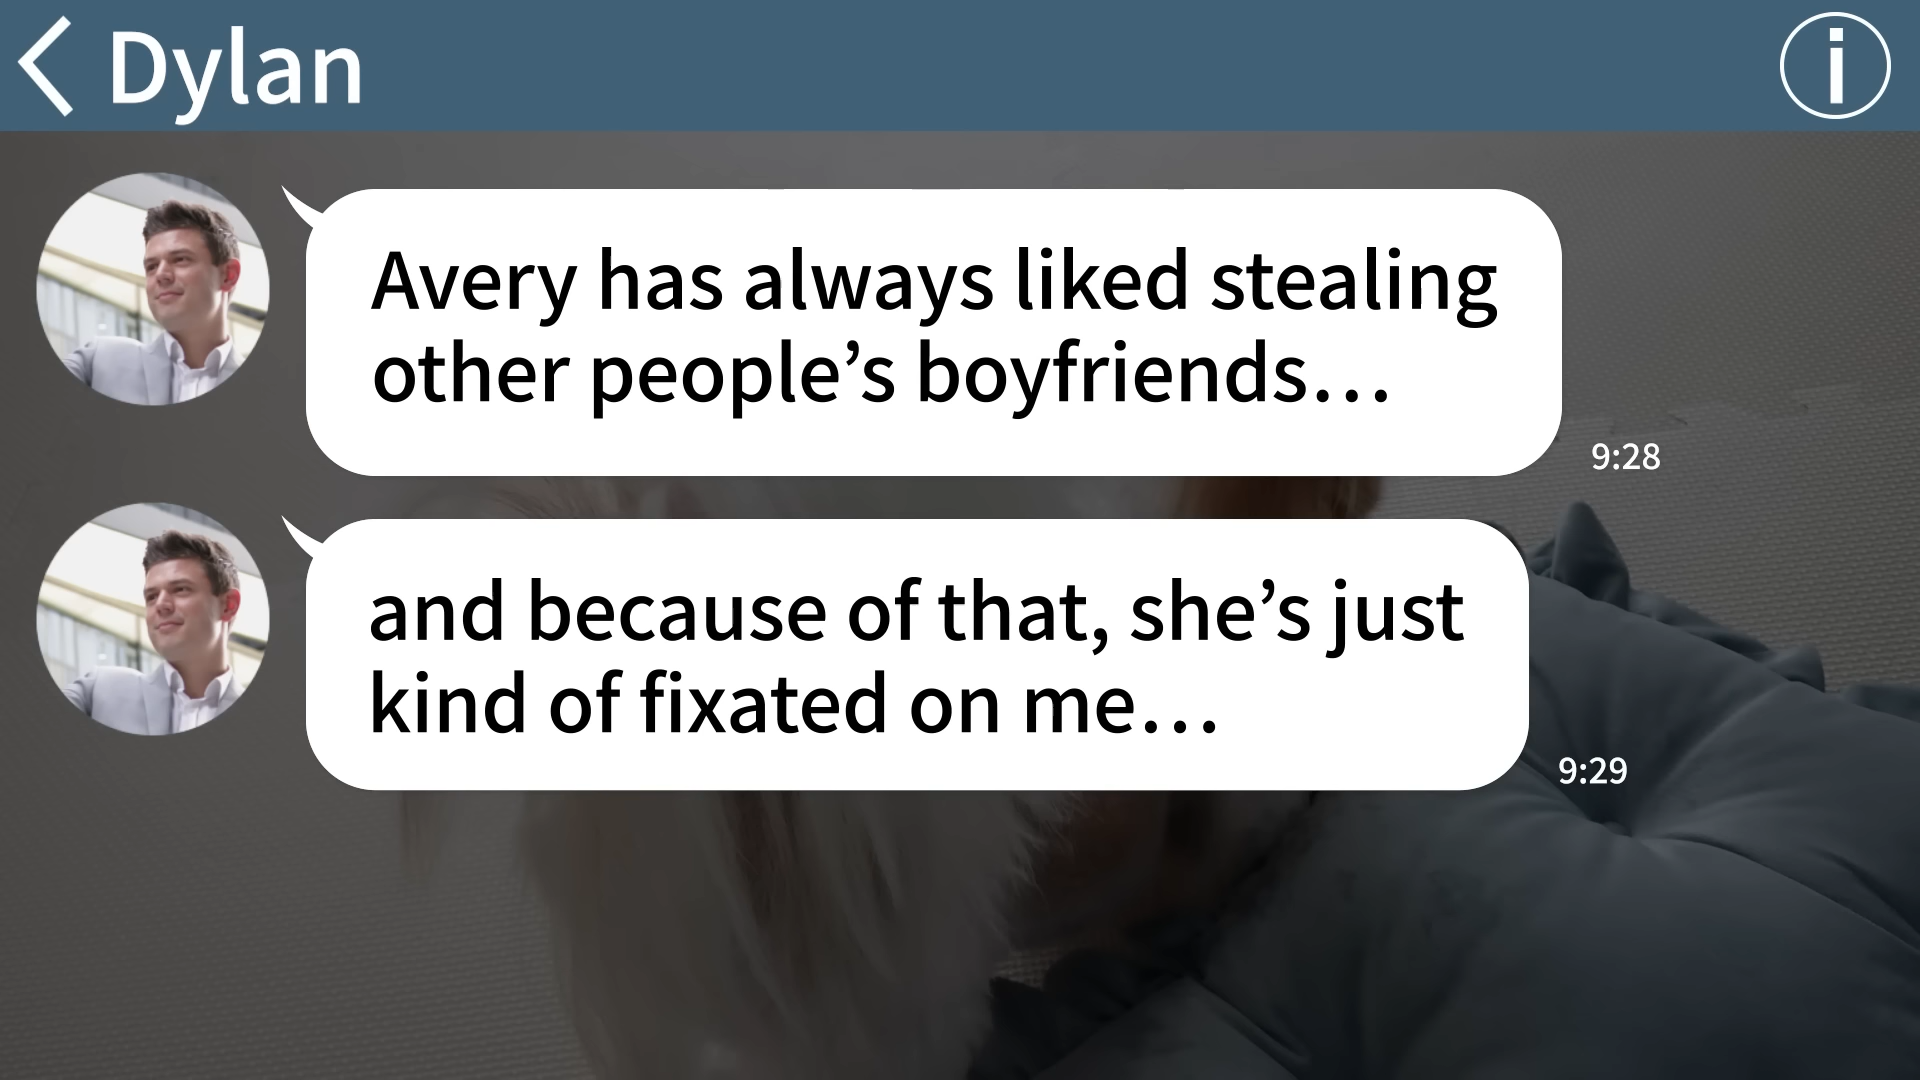 Dylan
i
Avery has always liked stealing
other people’s boyfriends…
9:28
and because of that, she’s just
kind of fixated on me…
9:29